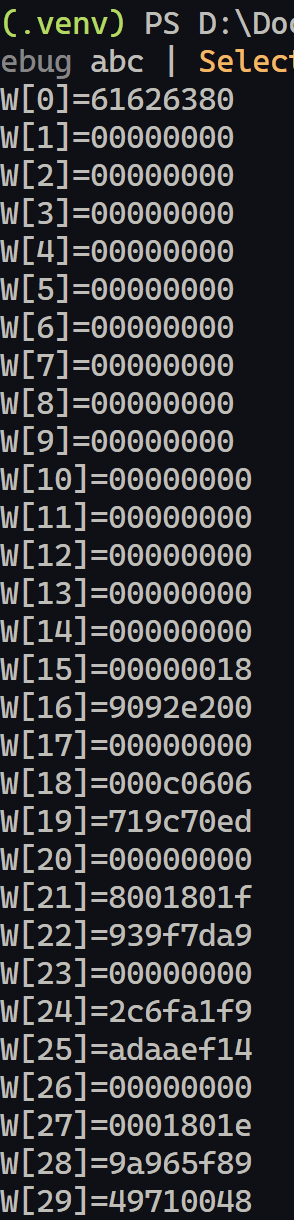 (.venv) PS D:\Doc
ebug abc | Select
W[0]=61626380
W[1]=00000000
W[2]=00000000
W[3]=00000000
W[4]=00000000
W[5]=00000000
W[6]=00000000
W[7]=00000000
W[8]=00000000
W[9]=00000000
W[10]=00000000
W[11]=00000000
W[12]=00000000
W[13]=00000000
W[14]=00000000
W[15]=00000018
W[16]=9092e200
W[17]=00000000
W[18]=000c0606
W[19]=719c70ed
W[20]=00000000
W[21]=8001801f
W[22]=939f7da9
W[23]=00000000
W[24]=2c6fa1f9
W[25]=adaaef14
W[26]=00000000
W[27]=0001801e
W[28]=9a965f89
W[29]=49710048